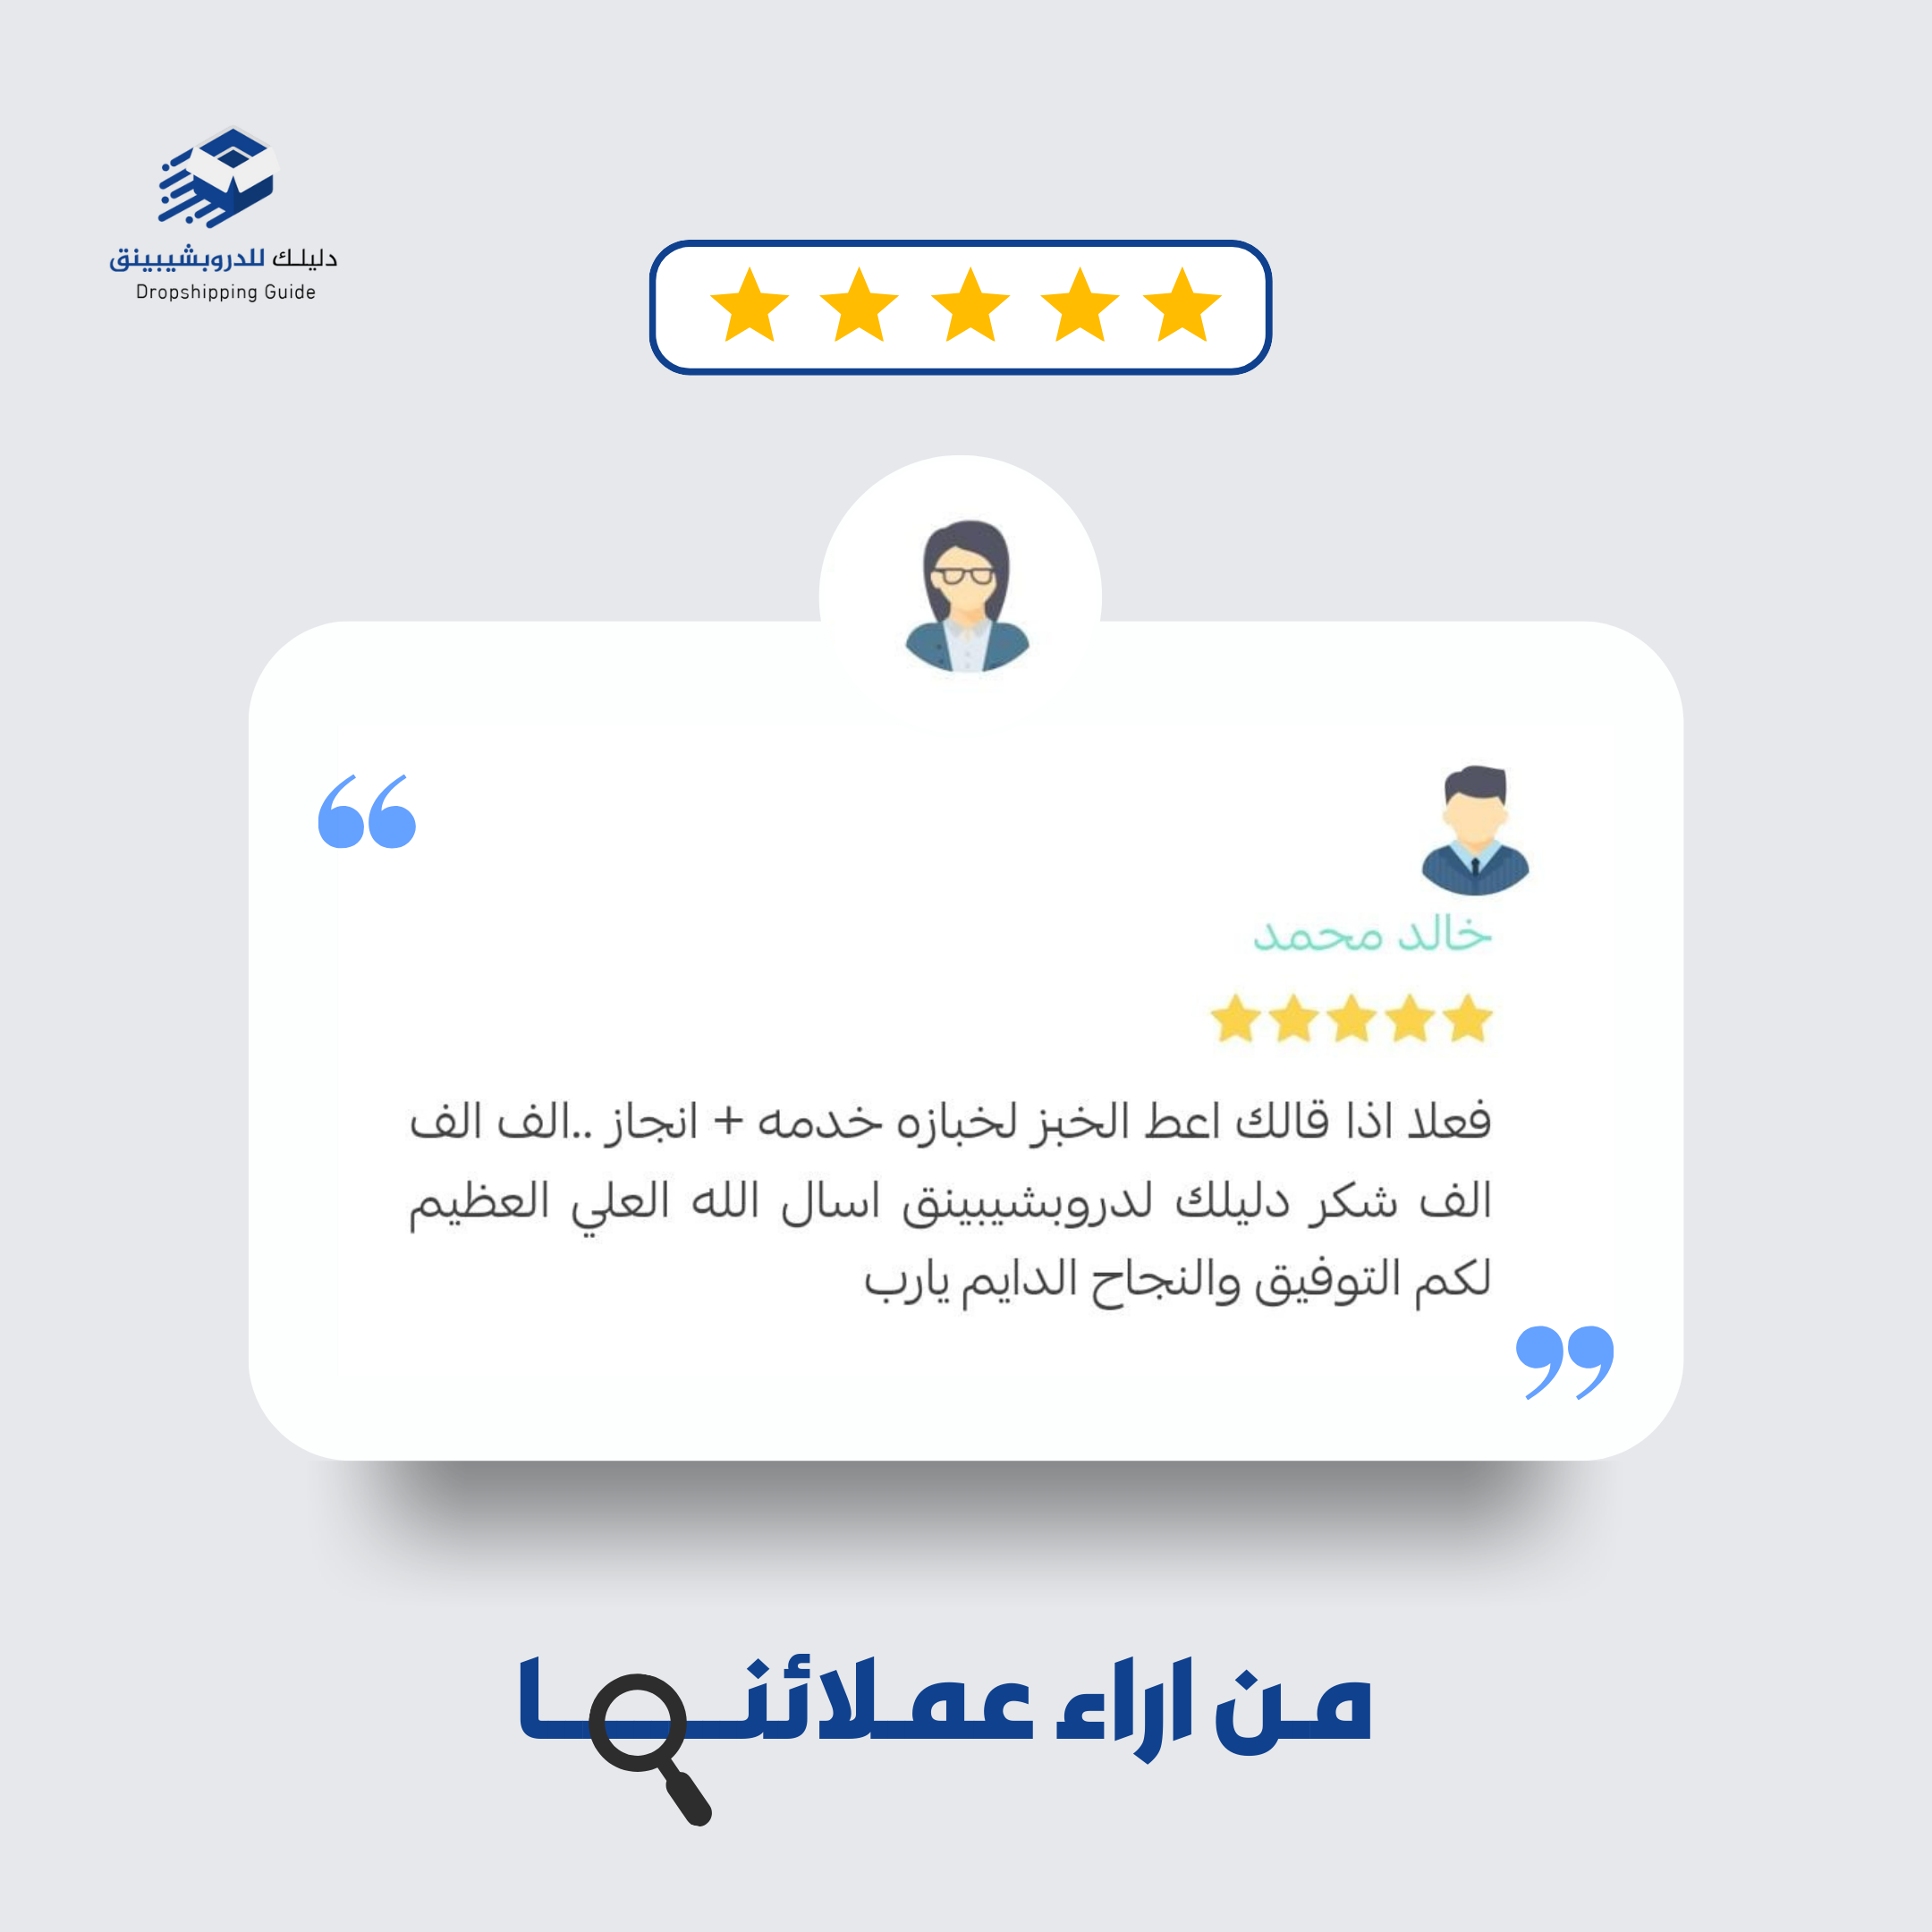 دليلك للدروبشيبينق
Dropshipping Guide
خالد محمد
فعلا اذا قالك اعط الخبز لخبازه خدمه + انجاز ..الف الف
الف شكر دليلك لدروبشيبينق اسال الله العلي العظيم
لكم التوفيق والنجاح الدايم يارب
من اراء عملائنا